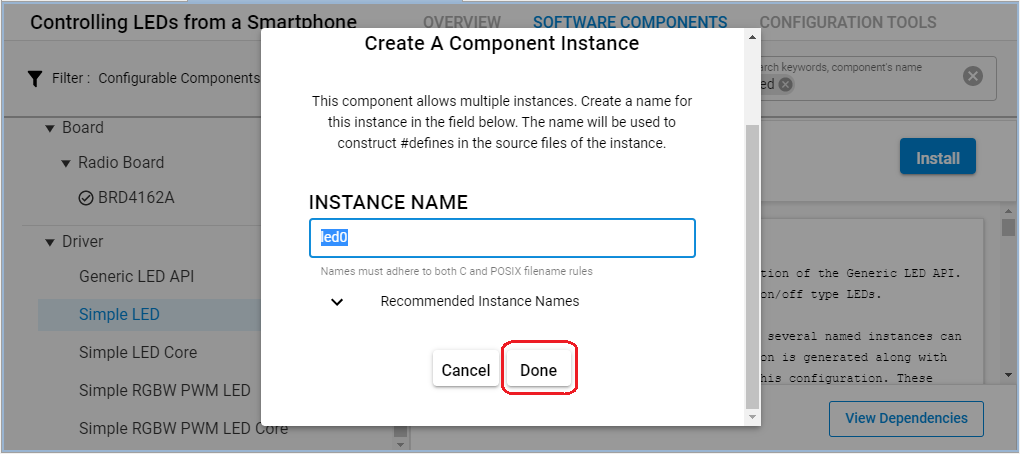 Controlling LEDs from a Smartphone
OVERVIEW
SOFTWARE COMPONENTS
CONFIGURATION TOOLS
Filter : Configurable Components
arch keywords, component's name
ed
Board
Radio Board
BRD4162A
Driver
Generic LED API
Simple LED
Simple LED Core
Simple RGBW PWM LED
Simple RGBW PWM LED Core
Create A Component Instance
This component allows multiple instances. Create a name for
this instance in the field below. The name will be used to
construct #defines in the source files of the instance.
INSTANCE NAME
led0
Names must adhere to both C and POSIX filename rules
Recommended Instance Names
Cancel
Done
Install
tion of the Generic LED API.
on/off type LEDs.
several named instances can
on is generated along with
his configuration. These
View Dependencies